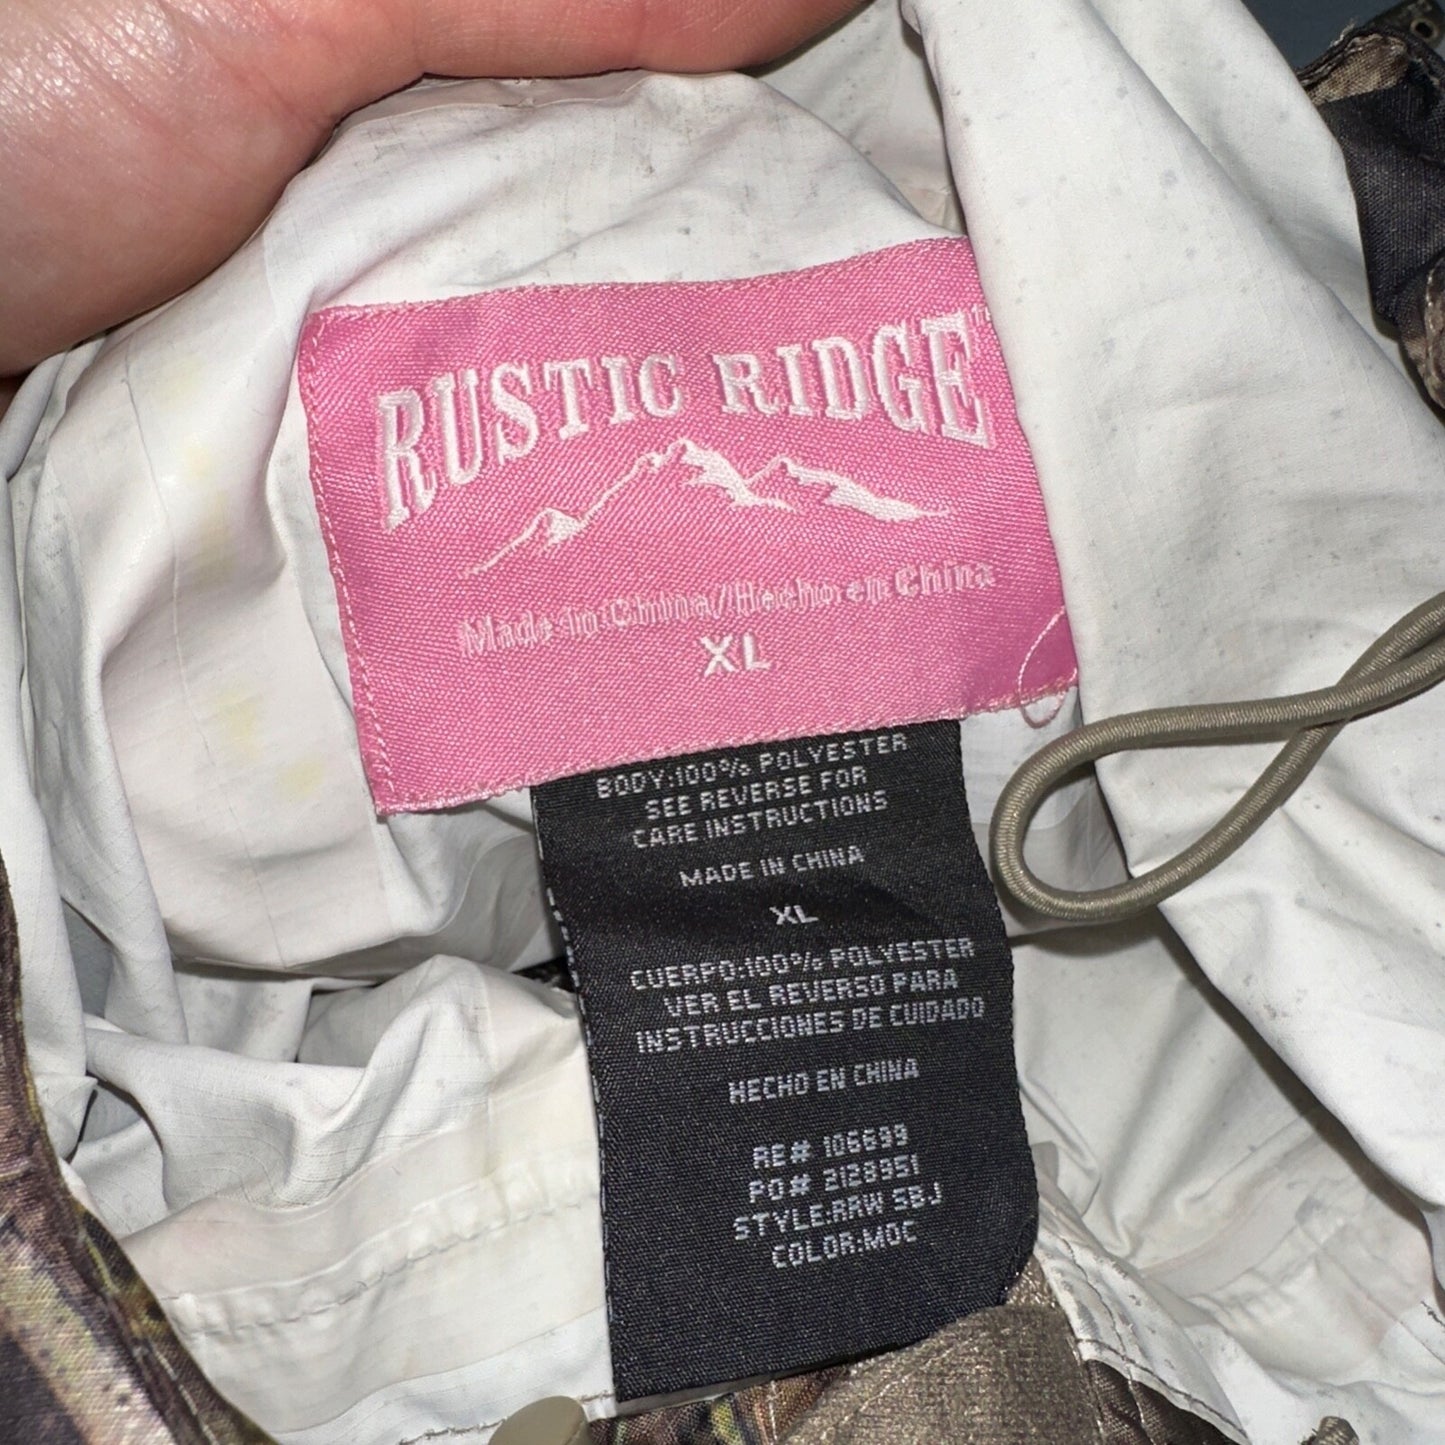 RUSTIC RIDGE™
Made in China//Hecho en China
XL
BODY:100% POLYESTER
SEE REVERSE FOR
CARE INSTRUCTIONS
MADE IN CHINA
XL
CUERPO:100% POLYESTER
VER EL REVERSO PARA
INSTRUCCIONES DE CUIDADO
HECHO EN CHINA
RE# 106699
PO# 2128951
STYLE:RRW SBJ
COLOR:MOC